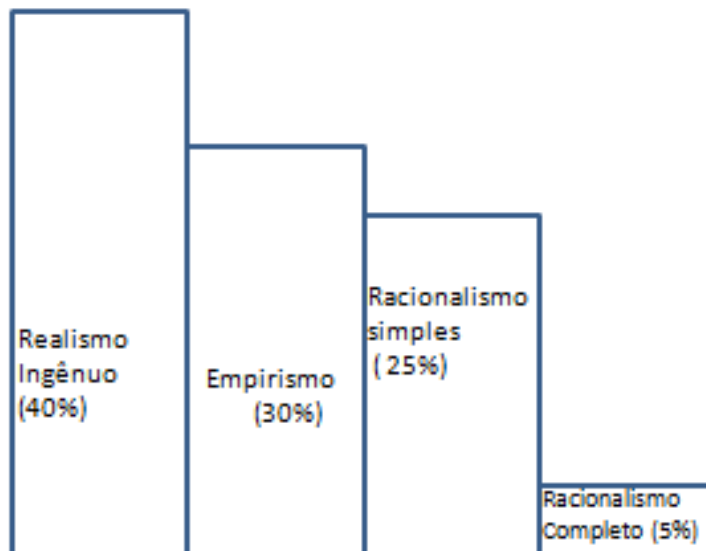 Realismo
Ingênuo
(40%)
Empirismo
(30%)
Racionalismo
simples
( 25%)
Racionalismo
Completo (5%)